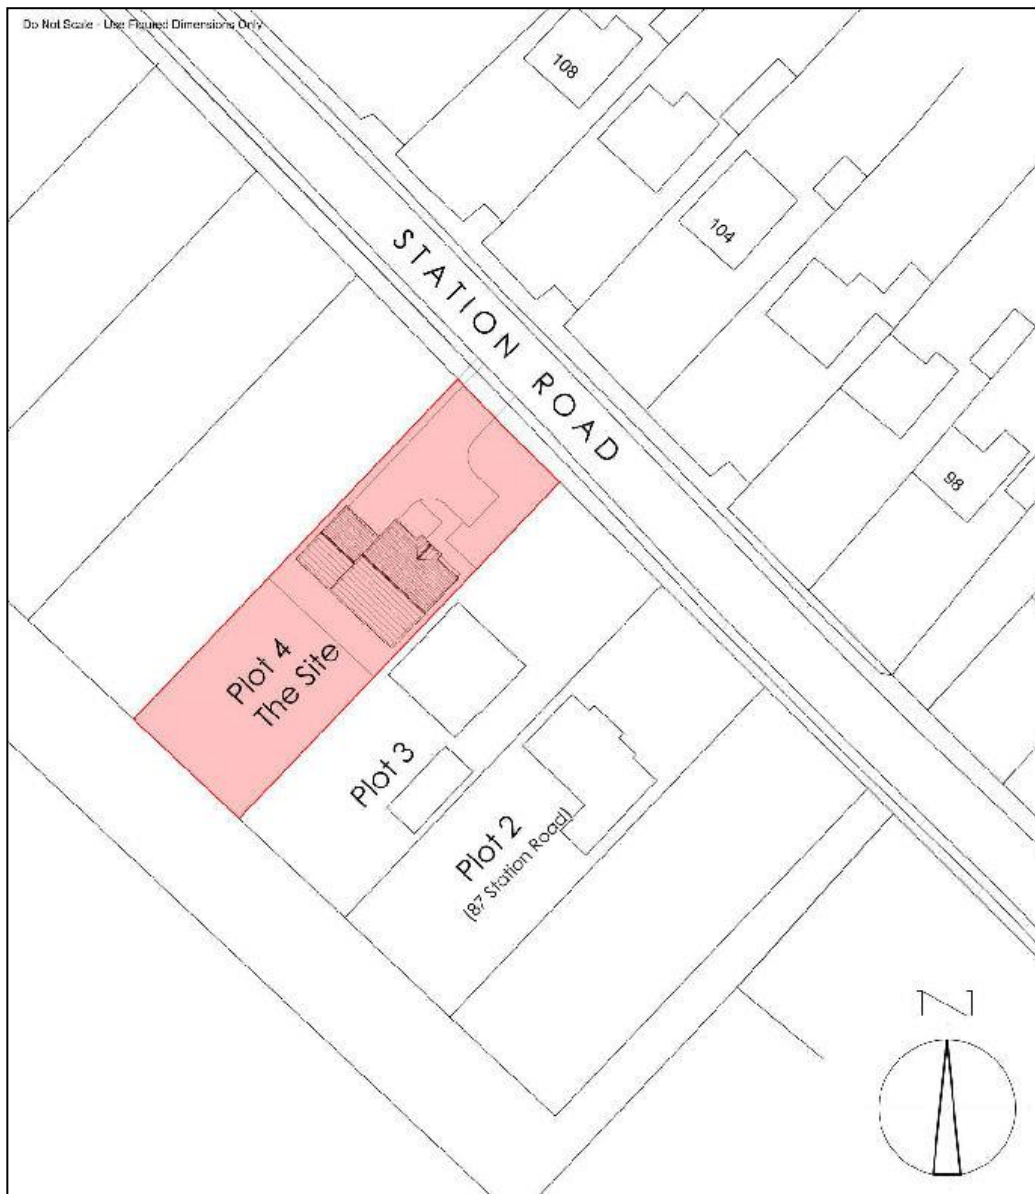 Do Not Scale - Use Figured Dimensions Only
108
104
STATION ROAD
98
Plot 4
The Site
Plot 3
Plot 2
(87 Station Road)
N